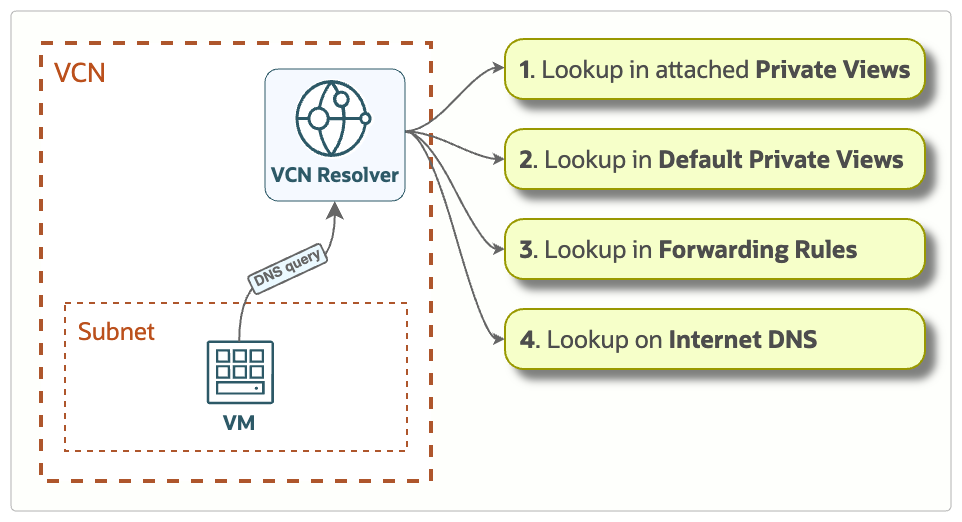 VCN
VCN Resolver
DNS query
Subnet
VM
1. Lookup in attached Private Views
2. Lookup in Default Private Views
3. Lookup in Forwarding Rules
4. Lookup on Internet DNS